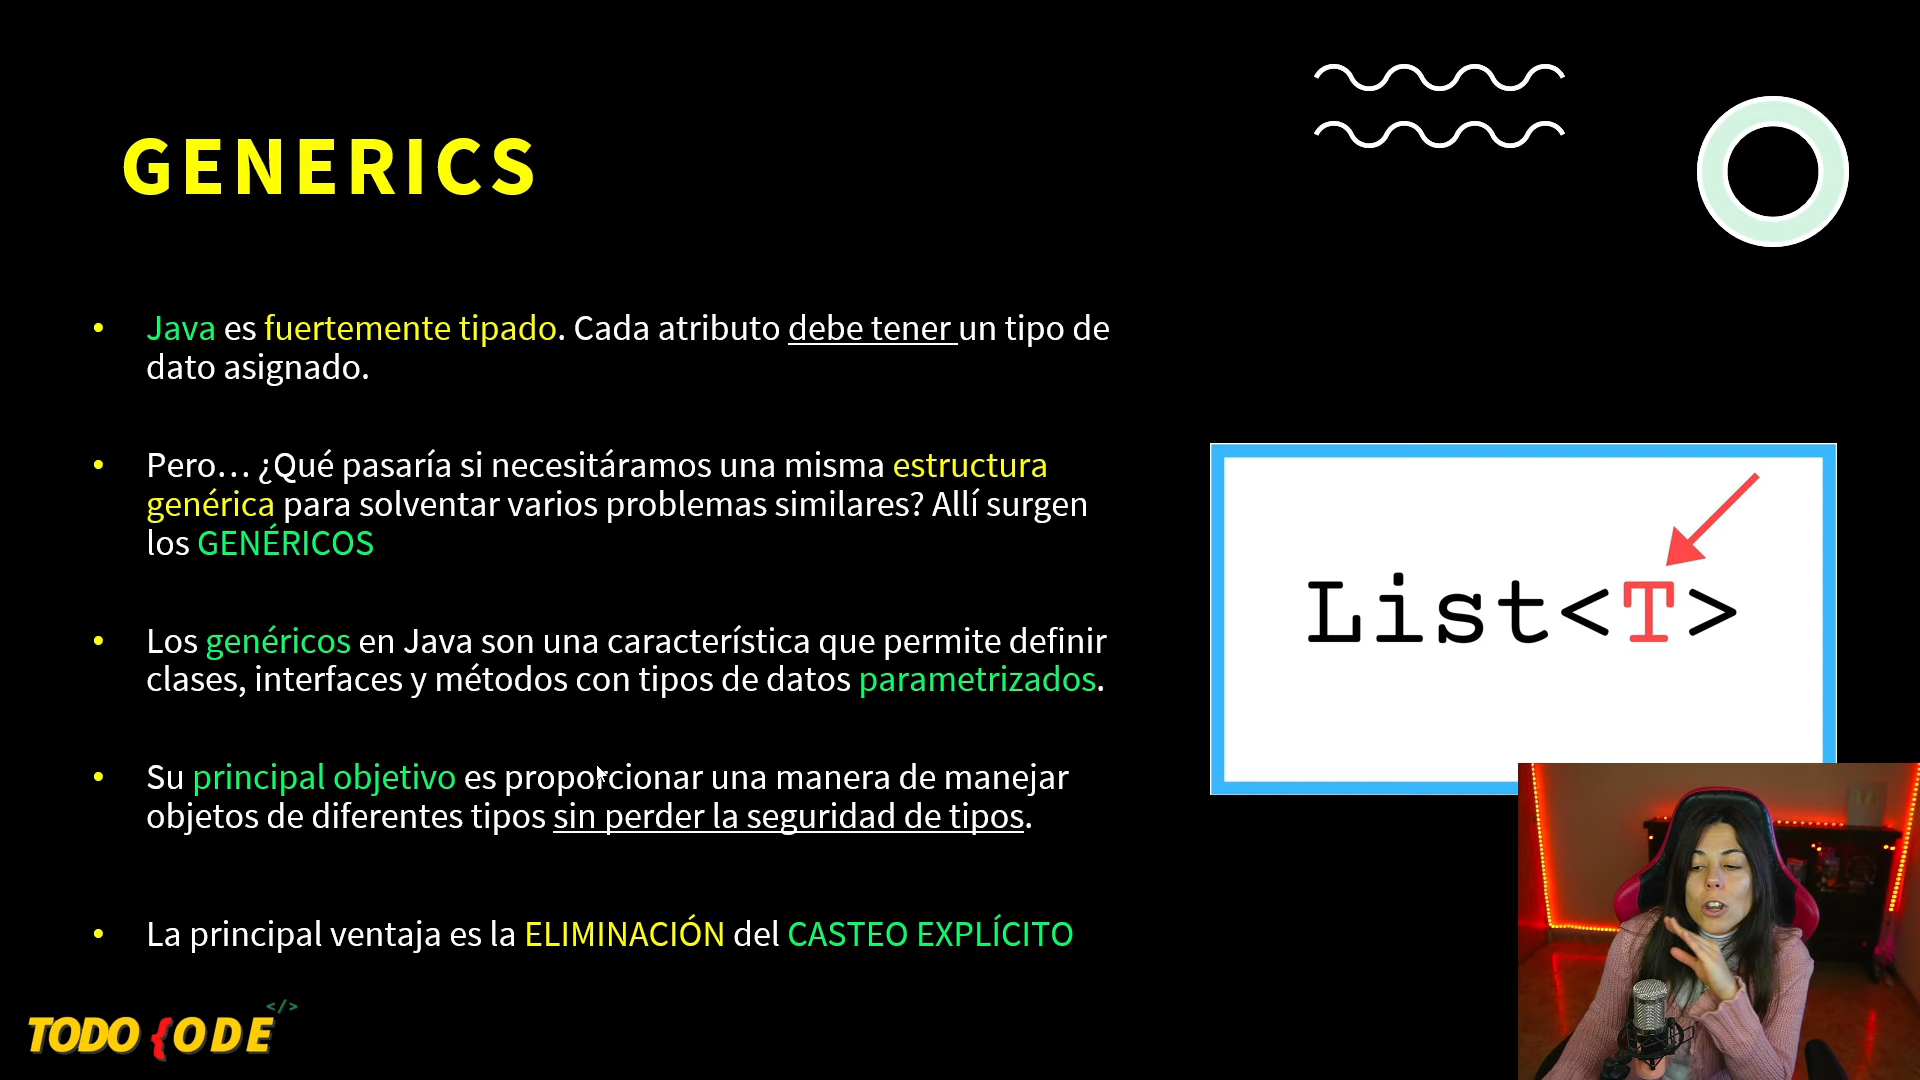 GENERICS
Java es fuertemente tipado. Cada atributo debe tener un tipo de
dato asignado.
Pero… ¿Qué pasaría si necesitáramos una misma estructura
genérica para solventar varios problemas similares? Allí surgen
los GENÉRICOS
Los genéricos en Java son una característica que permite definir
clases, interfaces y métodos con tipos de datos parametrizados.
Su principal objetivo es proporcionar una manera de manejar
objetos de diferentes tipos sin perder la seguridad de tipos.
La principal ventaja es la ELIMINACIÓN del CASTEO EXPLÍCITO
List<T>
</>
TODO {ODE